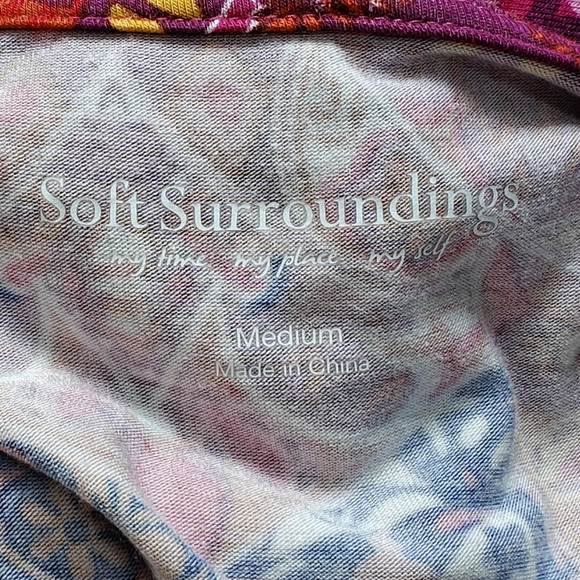 Soft Surroundings
my time my place my self
Medium
Made in China